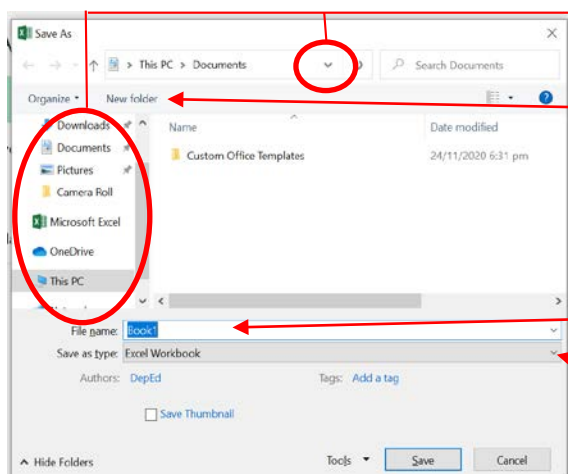 Save As
This PC > Documents
Search Documents
Organize
New folder
Downloads
Documents
Pictures
Camera Roll
Microsoft Excel
OneDrive
This PC
Name
Date modified
Custom Office Templates
24/11/2020 6:31 pm
File name: Book1
Save as type: Excel Workbook
Authors: DepEd
Tags: Add a tag
Save Thumbnail
Hide Folders
Tools
Save
Cancel